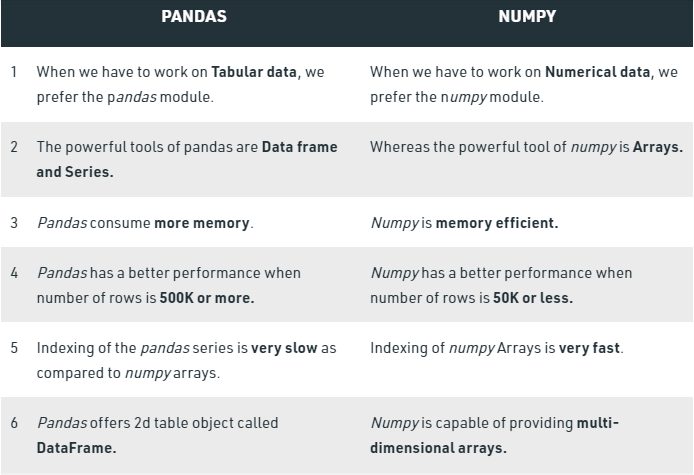 PANDAS NUMPY
1 When we have to work on Tabular data, we When we have to work on Numerical data, we
prefer the pandas module. prefer the numpy module.
2 The powerful tools of pandas are Data frame Whereas the powerful tool of numpy is Arrays.
and Series.
3 Pandas consume more memory. Numpy is memory efficient.
4 Pandas has a better performance when Numpy has a better performance when
number of rows is 500K or more. number of rows is 50K or less.
5 Indexing of the pandas series is very slow as Indexing of numpy Arrays is very fast.
compared to numpy arrays.
6 Pandas offers 2d table object called Numpy is capable of providing multi-
DataFrame. dimensional arrays.